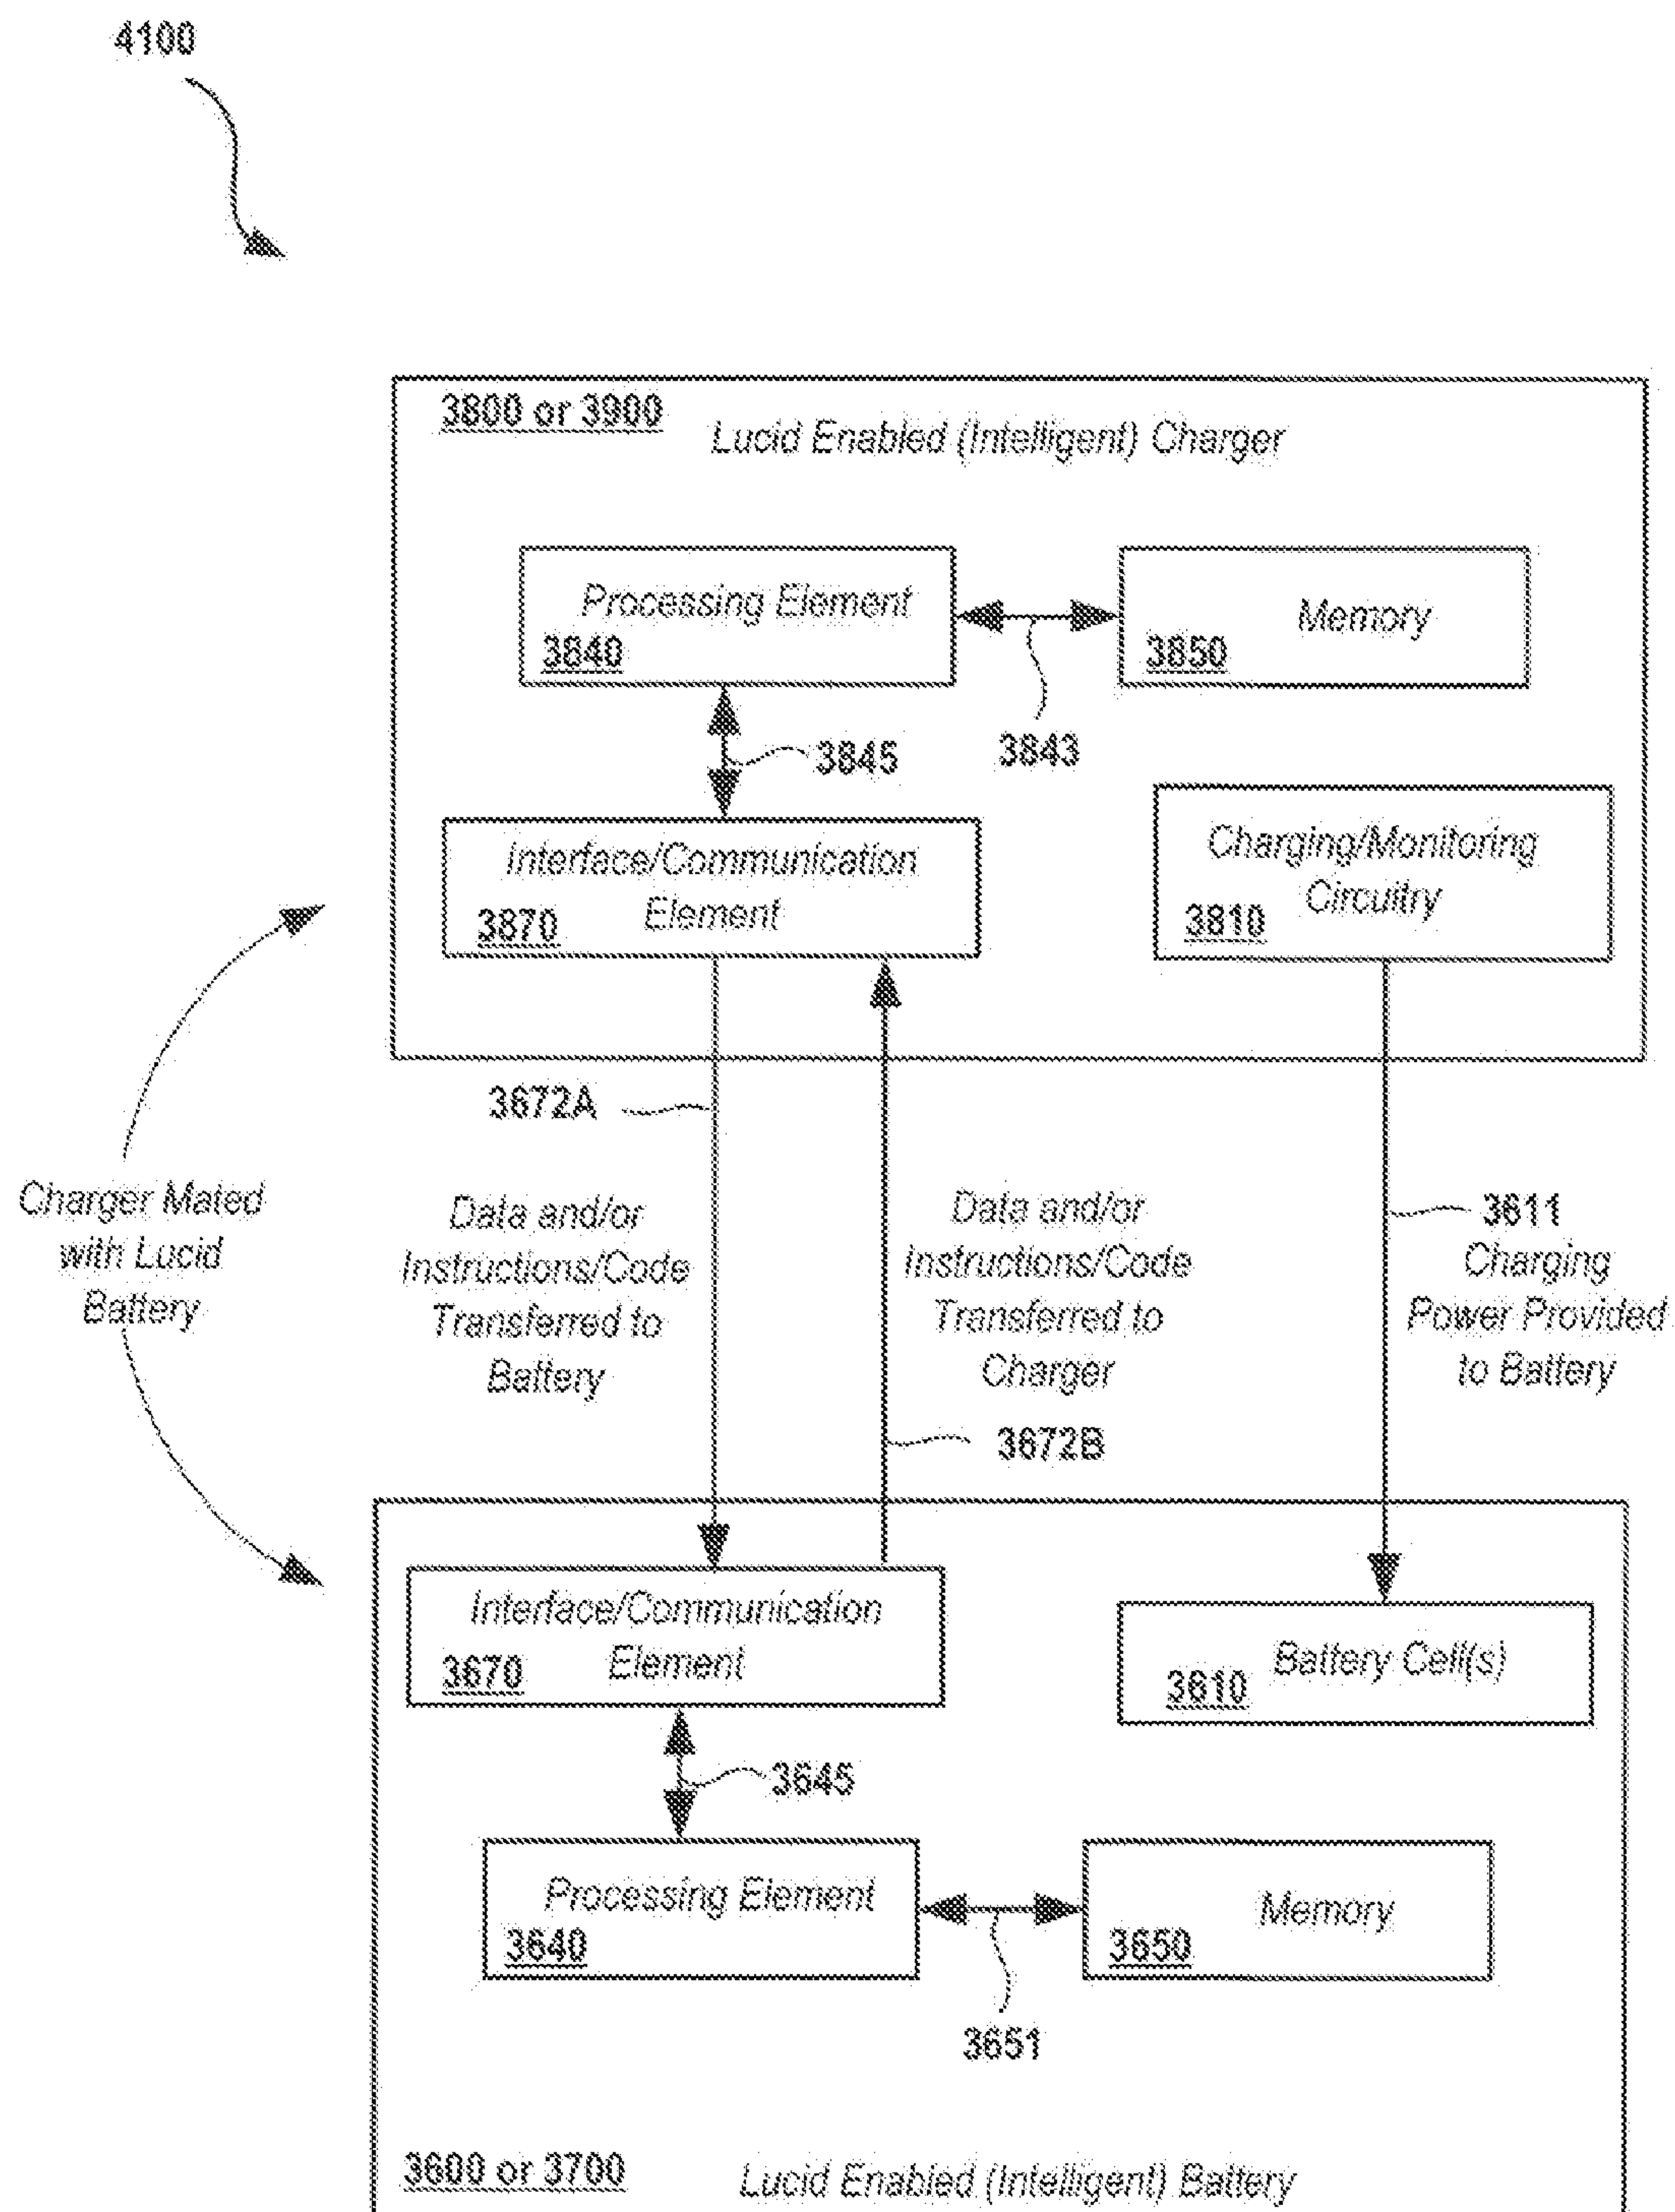 4100
3800 or 3900
Lucid Enabled (Intelligent) Charger
Processing Element
3840
Memory
3850
3845
3843
Interface/Communication
Element
3870
Charging/Monitoring
Circuitry
3810
3672A
Charger Mated
with Lucid
Battery
Data and/or
Instructions/Code
Transferred to
Battery
Data and/or
Instructions/Code
Transferred to
Charger
3611
Charging
Power Provided
to Battery
3672B
Interface/Communication
Element
3670
Battery Cell(s)
3610
3645
Processing Element
3640
Memory
3650
3651
3600 or 3700
Lucid Enabled (Intelligent) Battery